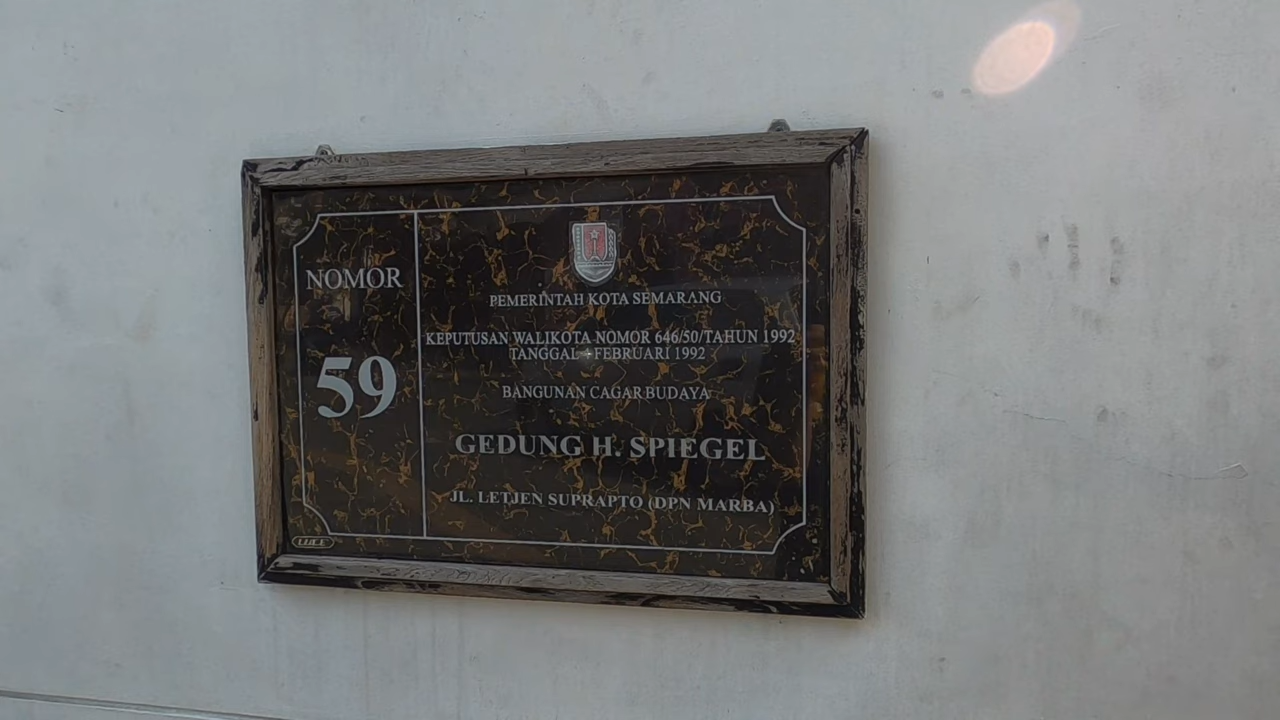 NOMOR
59
PEMERINTAH KOTA SEMARANG
KEPUTUSAN WALIKOTA NOMOR 646/50/TAHUN 1992
TANGGAL 4 FEBRUARI 1992
BANGUNAN CAGAR BUDAYA
GEDUNG H. SPIEGEL
JL. LETJEN SUPRAPTO (DPN MARBA)